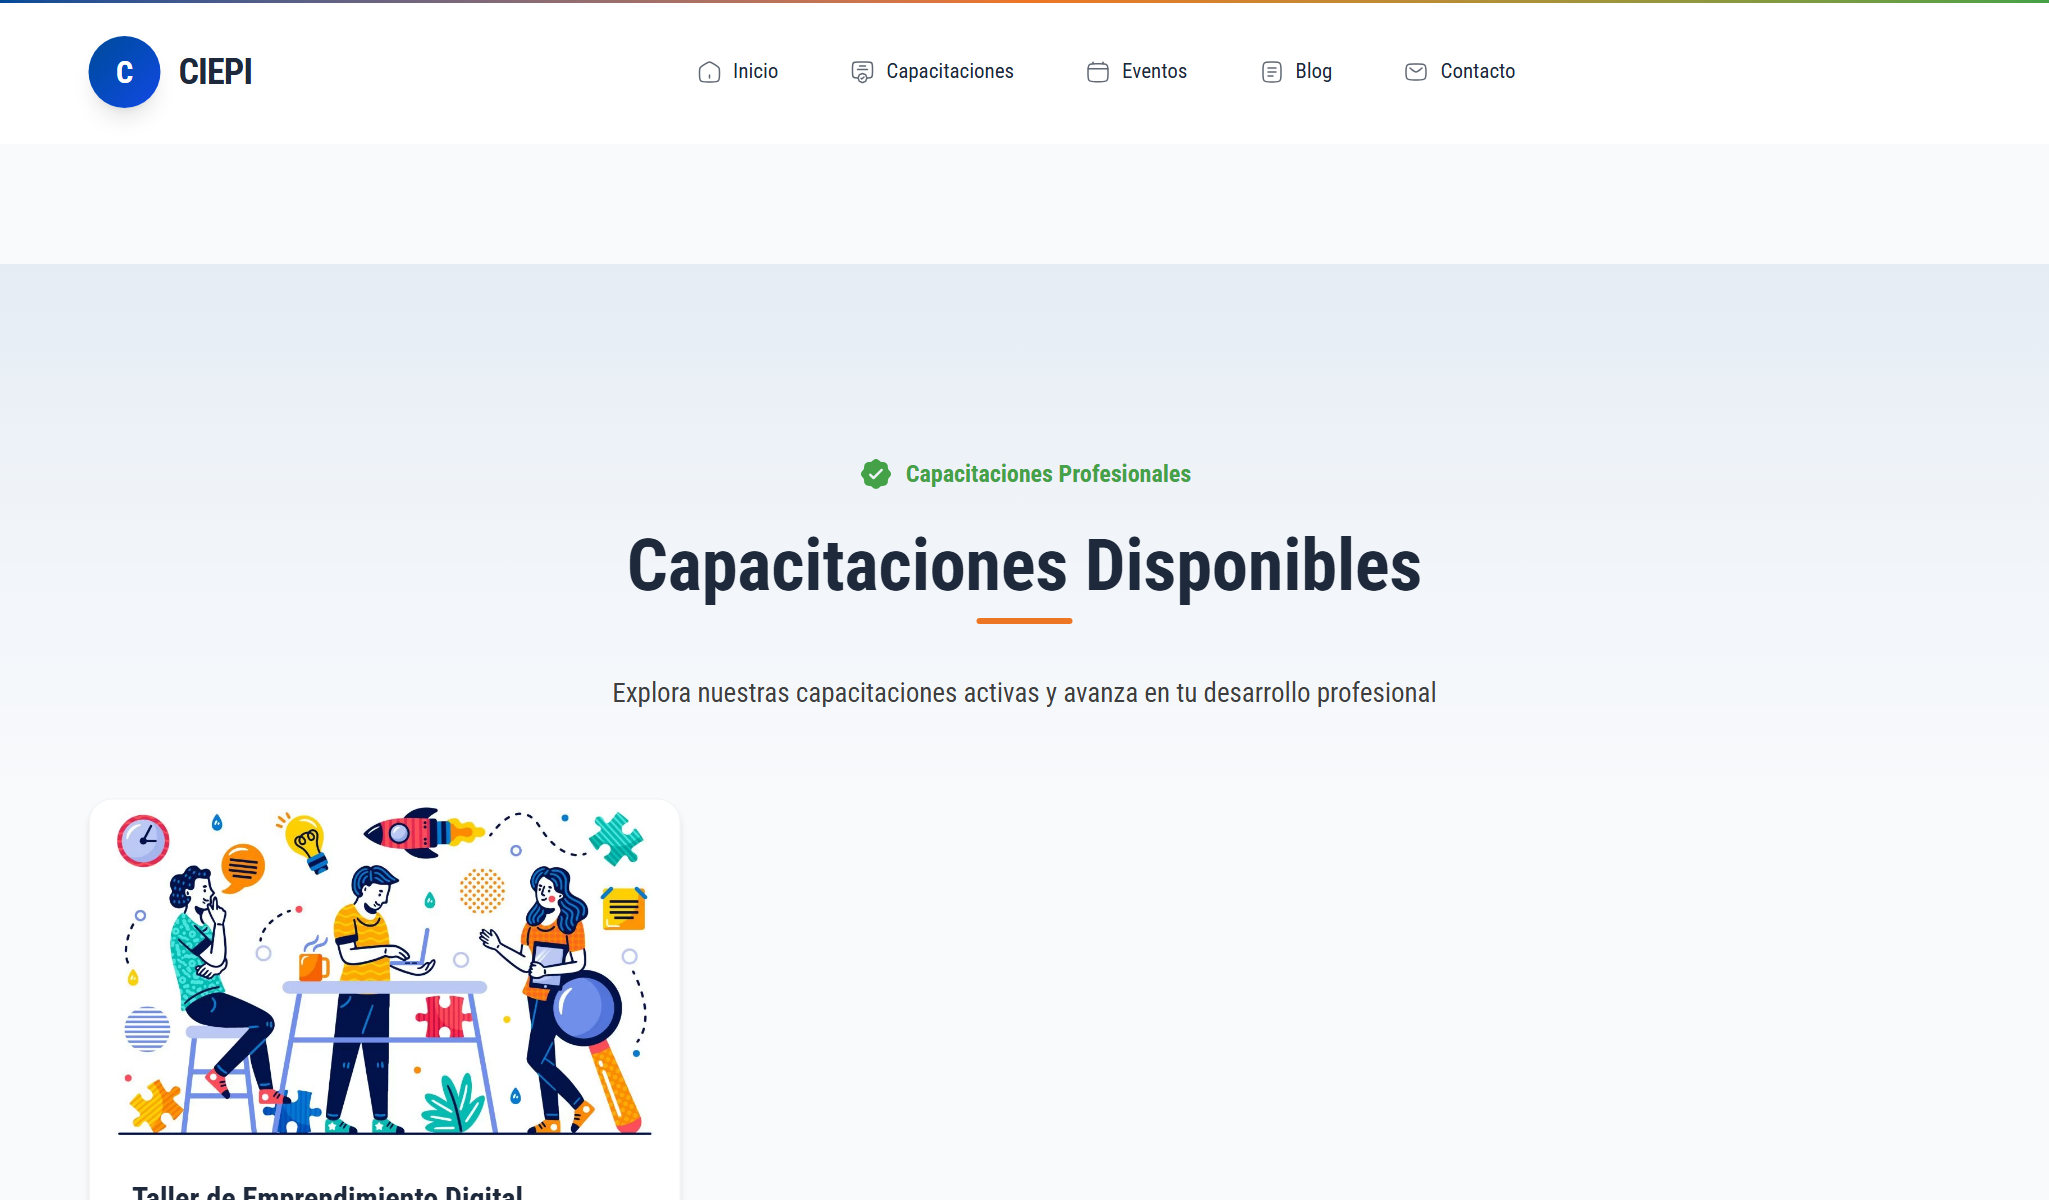 C
CIEPI
Inicio
Capacitaciones
Eventos
Blog
Contacto
Capacitaciones Profesionales
Capacitaciones Disponibles
Explora nuestras capacitaciones activas y avanza en tu desarrollo profesional
Taller de Emprendimiento Digital